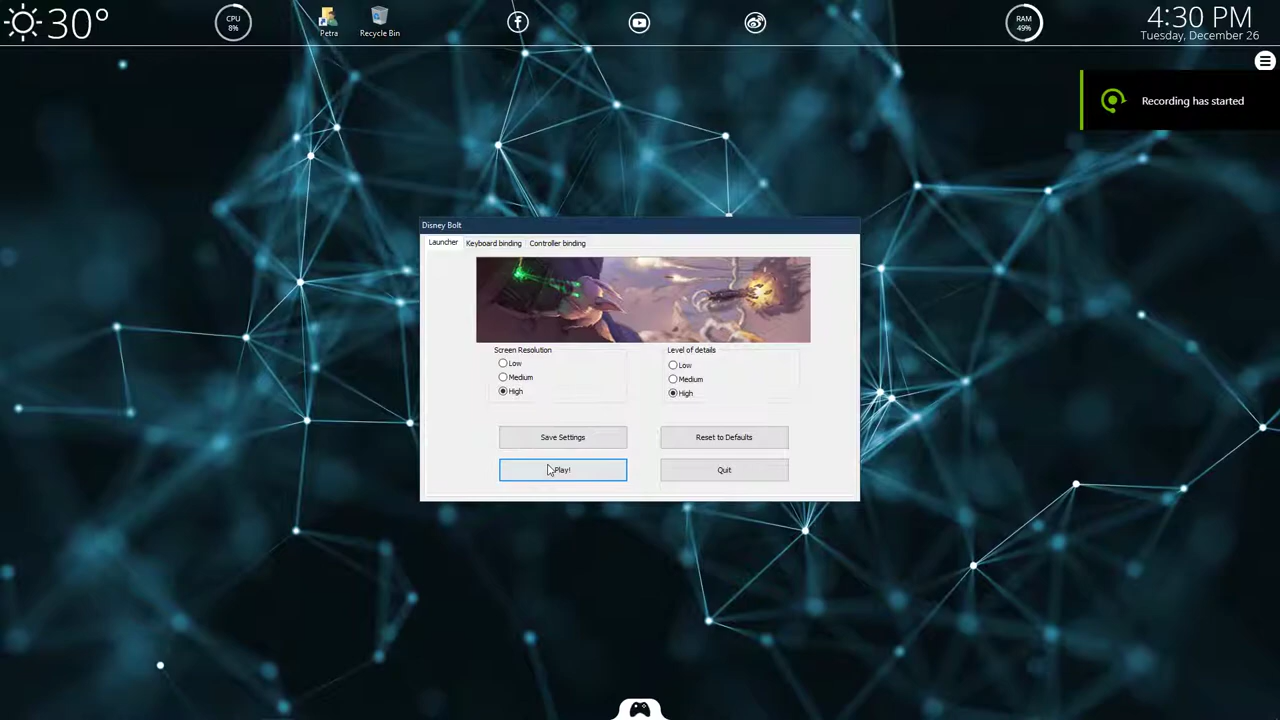 30°
CPU
8%
Petra
Recycle Bin
RAM
49%
4:30 PM
Tuesday, December 26
Recording has started
Disney Bolt
Launcher
Keyboard binding
Controller binding
Screen Resolution
Low
Medium
High
Level of details
Low
Medium
High
Save Settings
Reset to Defaults
Play!
Quit